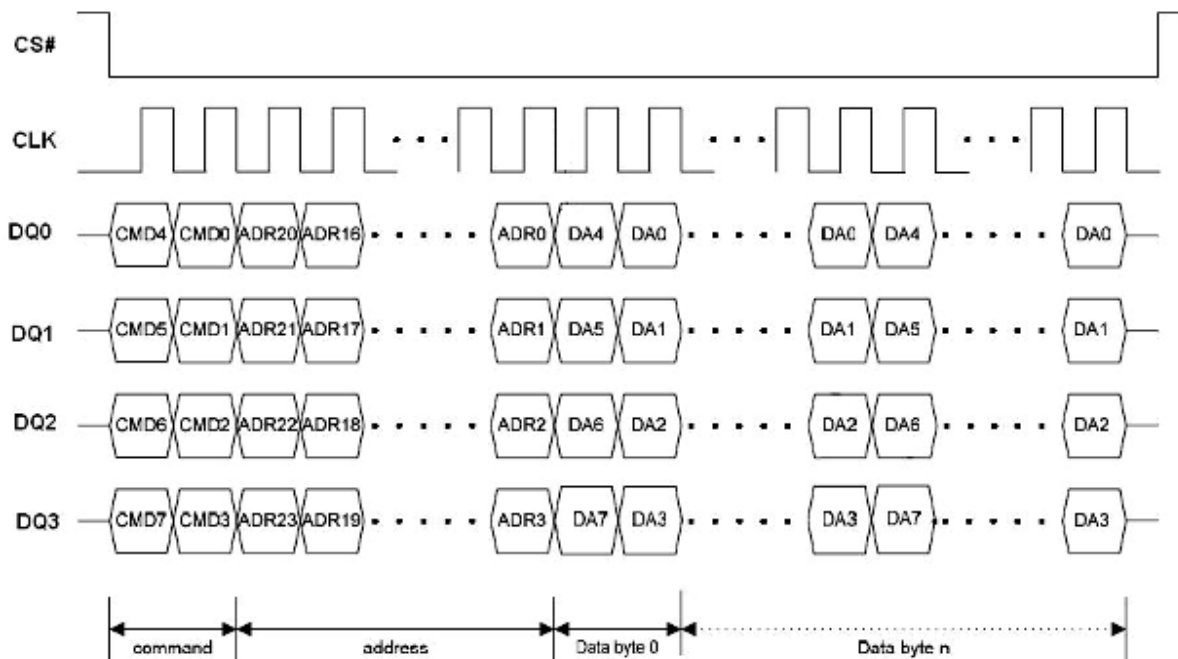 CS#
CLK
DQ0 CMD4 CMD0 ADR20 ADR16 ADR0 DA4 DA0 DA0 DA4 DA0
DQ1 CMD5 CMD1 ADR21 ADR17 ADR1 DA5 DA1 DA1 DA5 DA1
DQ2 CMD6 CMD2 ADR22 ADR18 ADR2 DA6 DA2 DA2 DA6 DA2
DQ3 CMD7 CMD3 ADR23 ADR19 ADR3 DA7 DA3 DA3 DA7 DA3
command address Data byte 0 Data byte n